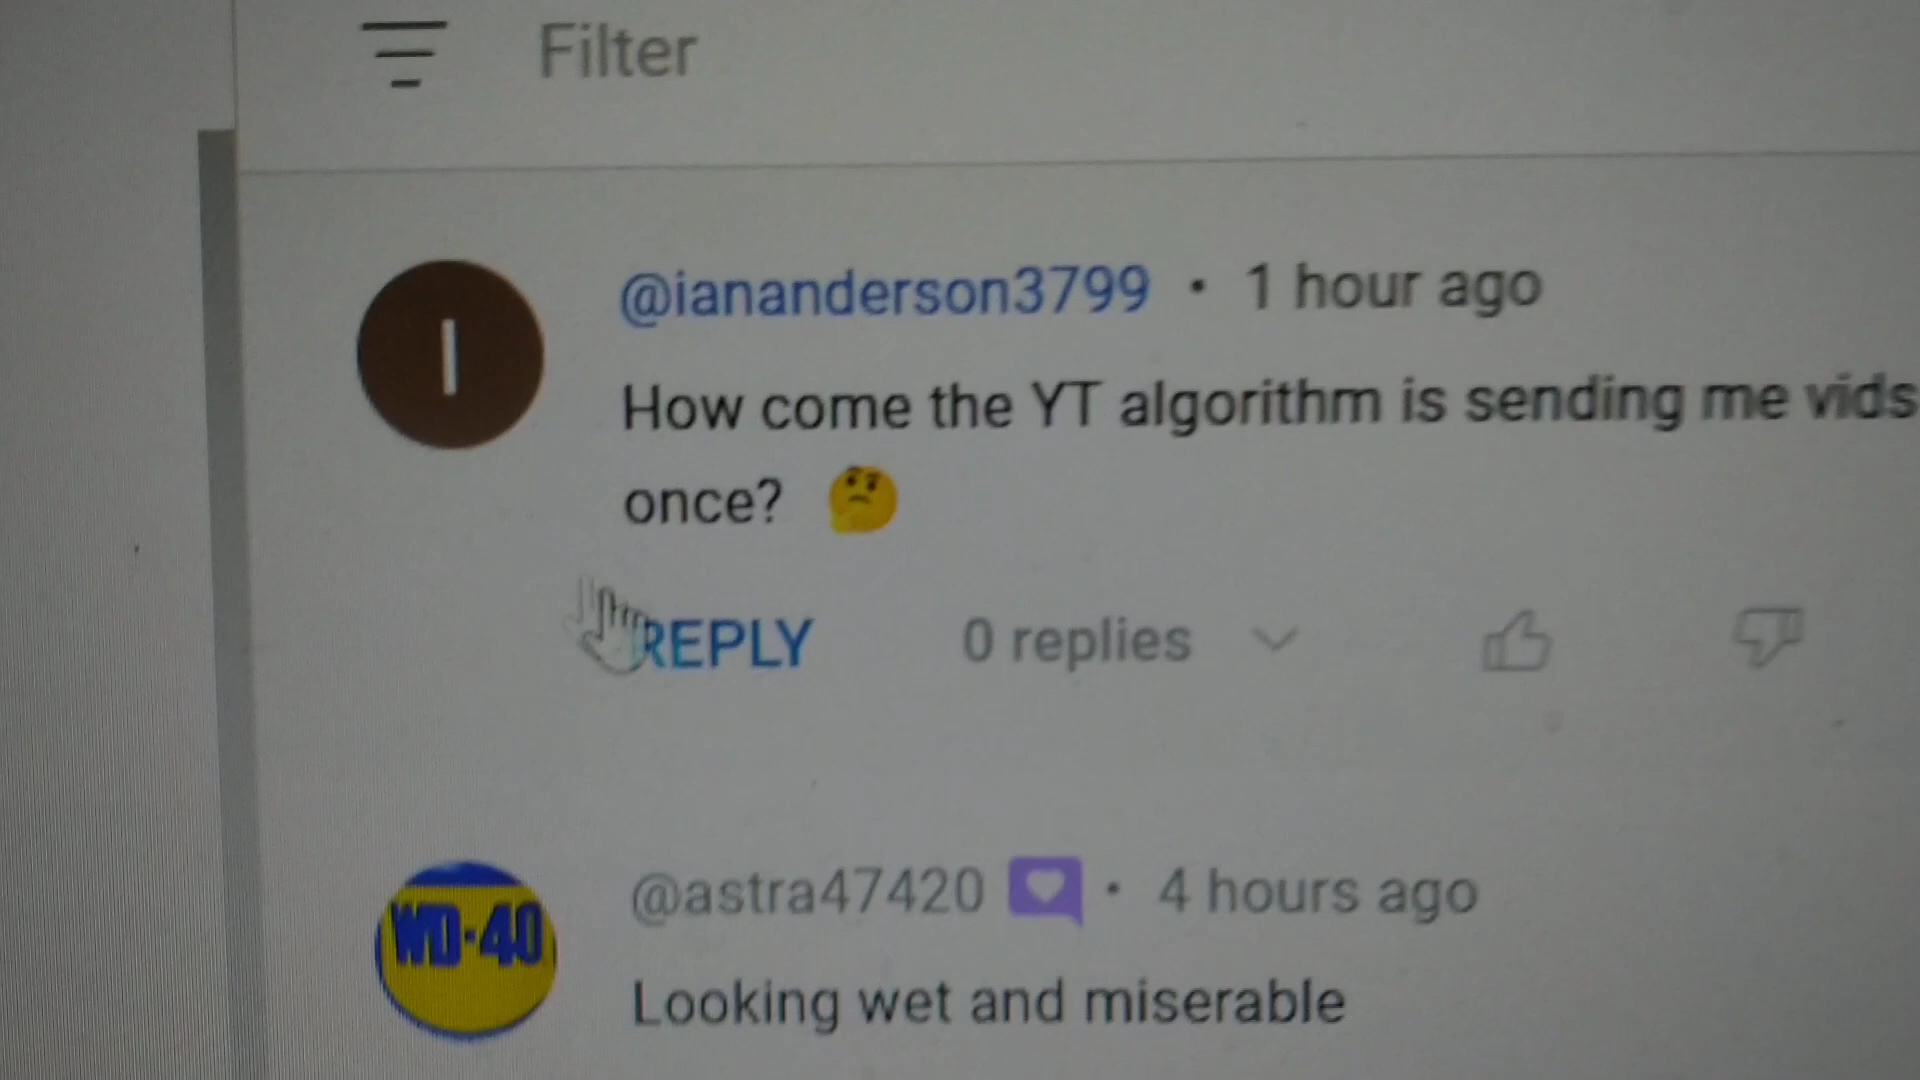 Filter
@iananderson3799 • 1 hour ago
How come the YT algorithm is sending me vids
once? 🤔
REPLY 0 replies
@astra47420 • 4 hours ago
WD-40
Looking wet and miserable